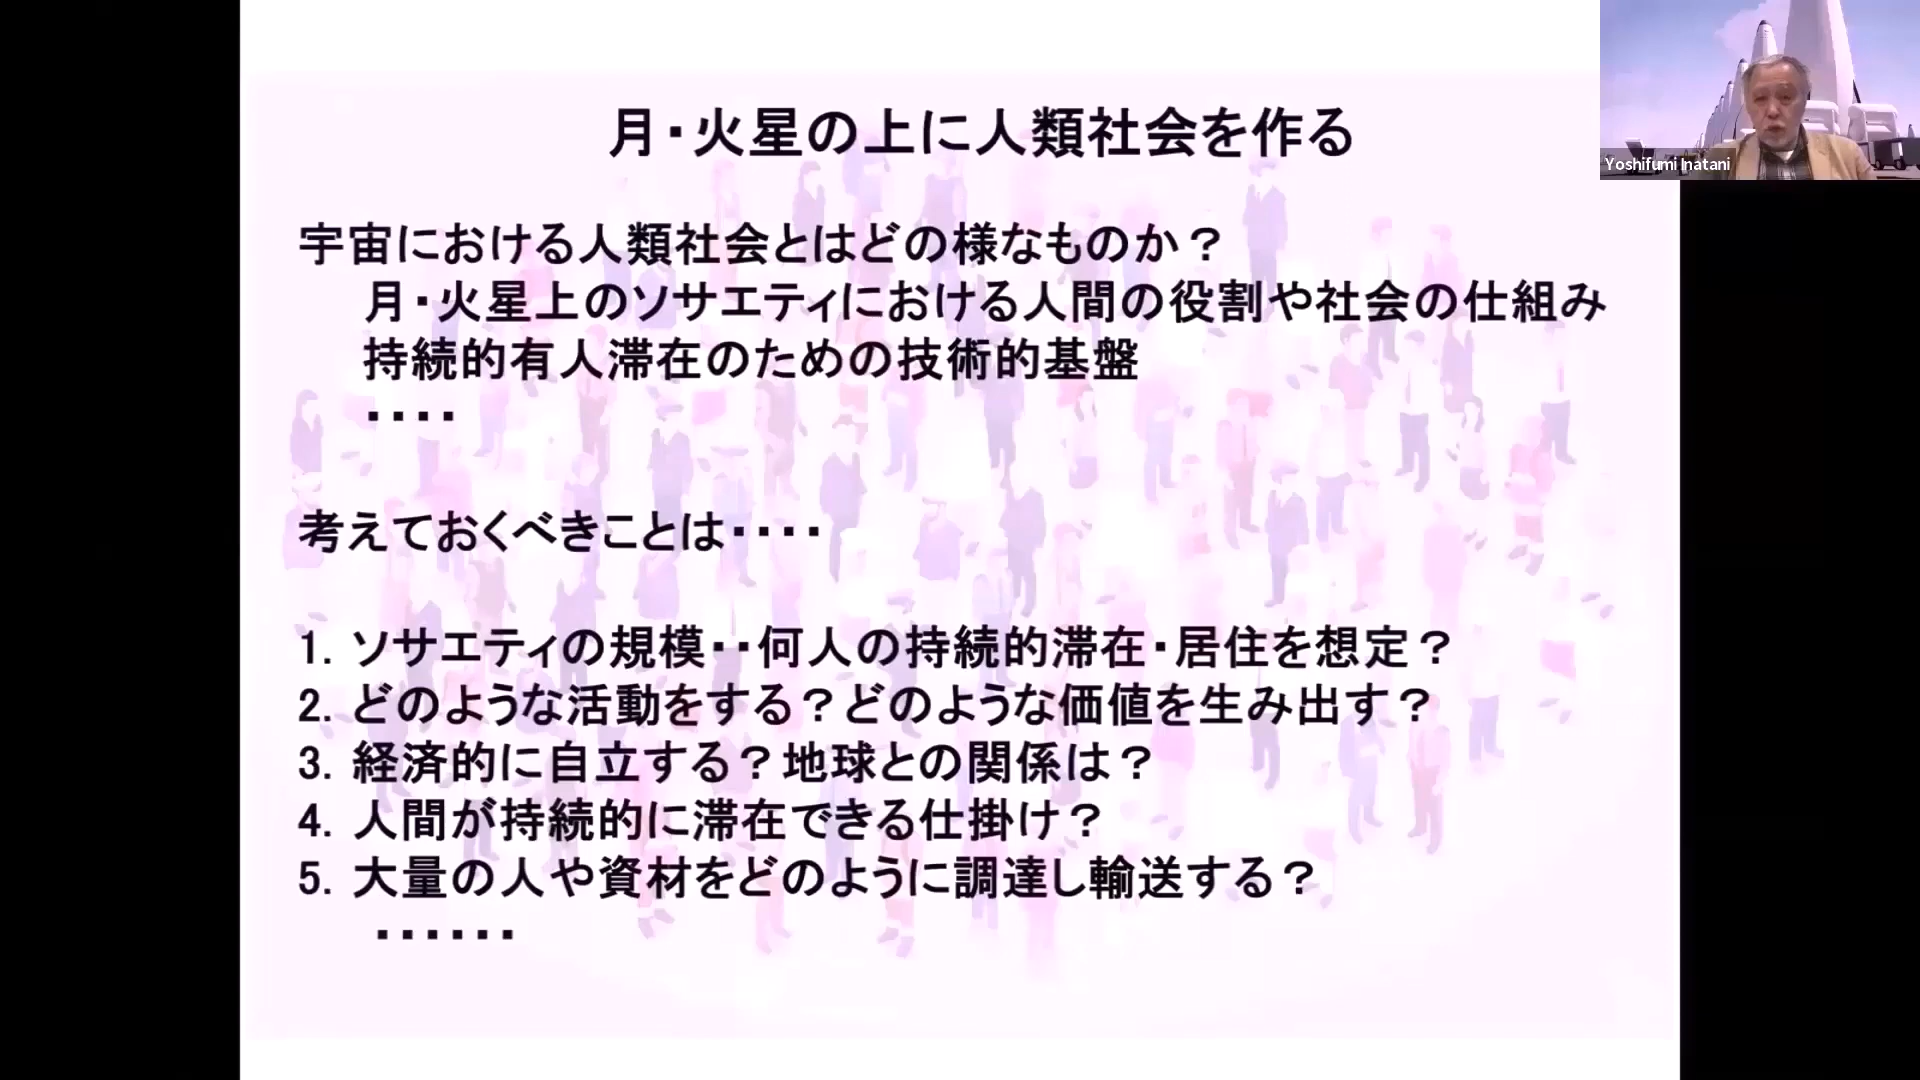 月・火星の上に人類社会を作る
Yoshifumi Inatani
宇宙における人類社会とはどの様なものか？
月・火星上のソサエティにおける人間の役割や社会の仕組み
持続的有人滞在のための技術的基盤
・・・・
考えておくべきことは・・・・
1. ソサエティの規模・・何人の持続的滞在・居住を想定？
2. どのような活動をする？どのような価値を生み出す？
3. 経済的に自立する？地球との関係は？
4. 人間が持続的に滞在できる仕掛け？
5. 大量の人や資材をどのように調達し輸送する？
・・・・・・